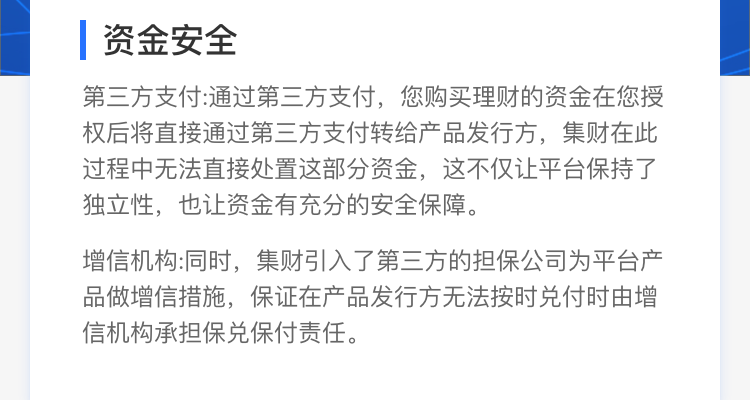 资金安全
第三方支付:通过第三方支付，您购买理财的资金在您授
权后将直接通过第三方支付转给产品发行方，集财在此
过程中无法直接处置这部分资金，这不仅让平台保持了
独立性，也让资金有充分的安全保障。
增信机构:同时，集财引入了第三方的担保公司为平台产
品做增信措施，保证在产品发行方无法按时兑付时由增
信机构承担保兑保付责任。